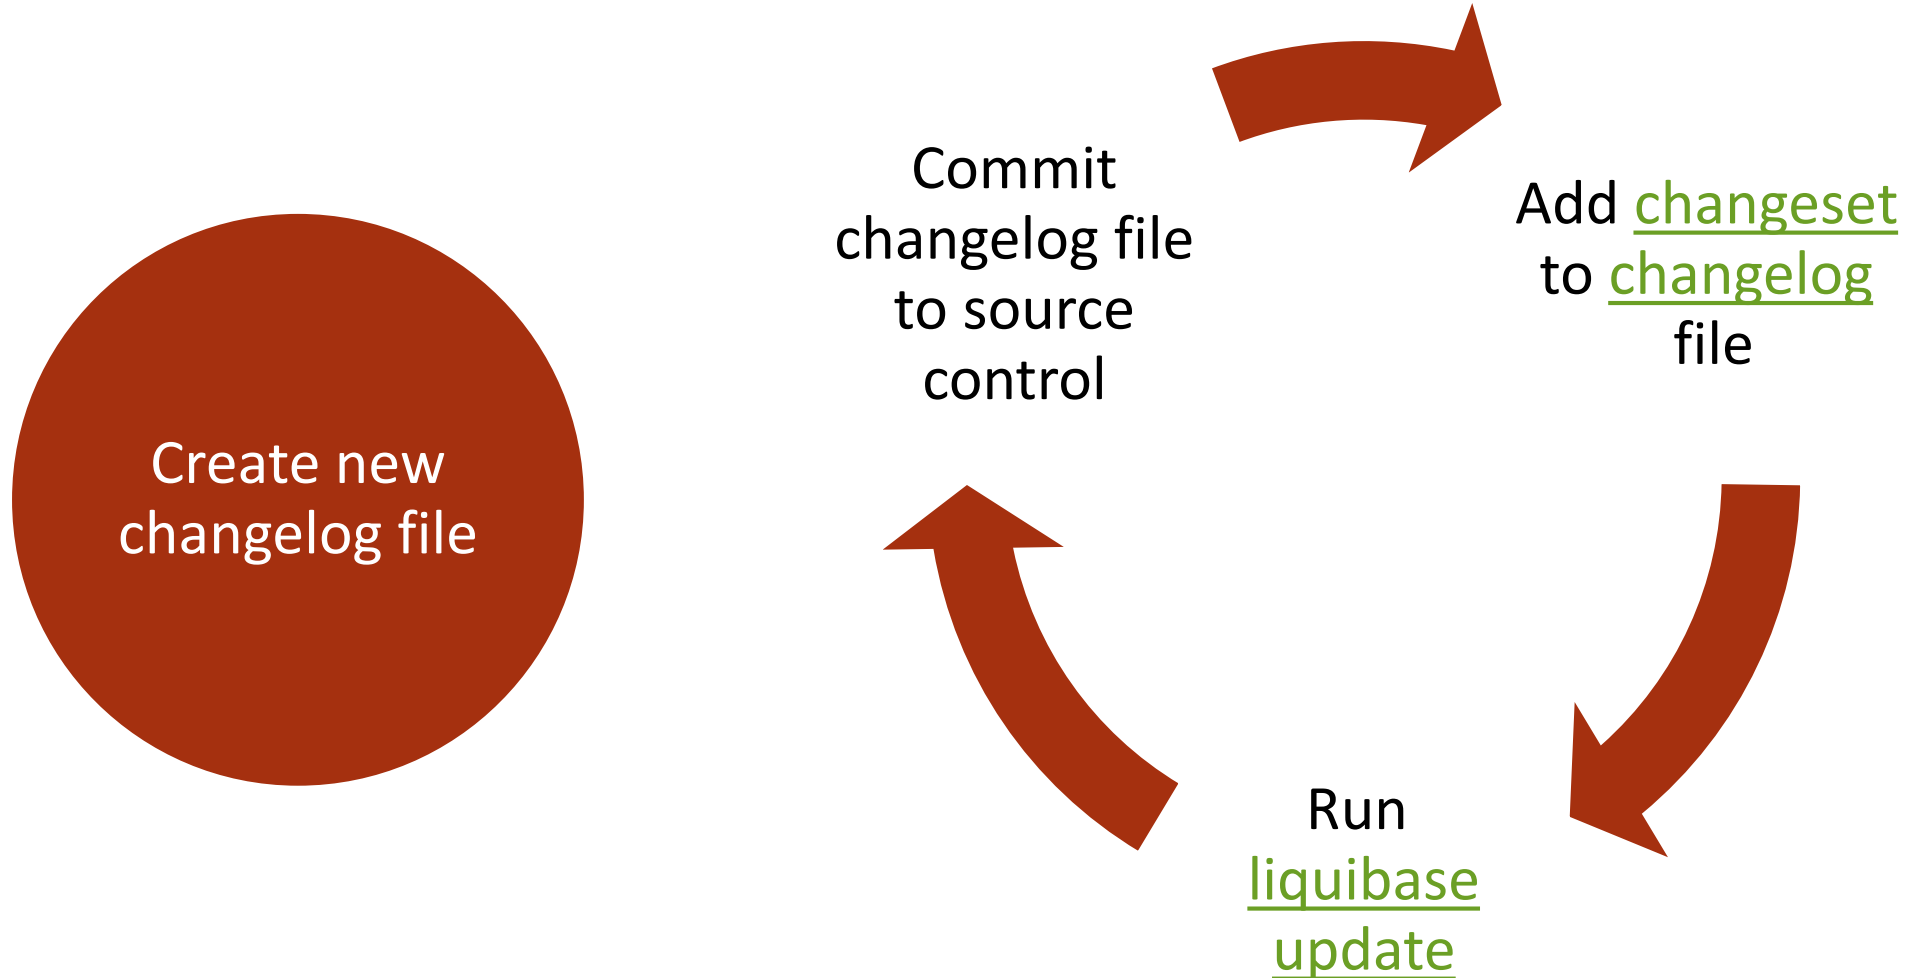 Create new
changelog file
Commit
changelog file
to source
control
Add changeset
to changelog
file
Run
liquibase
update